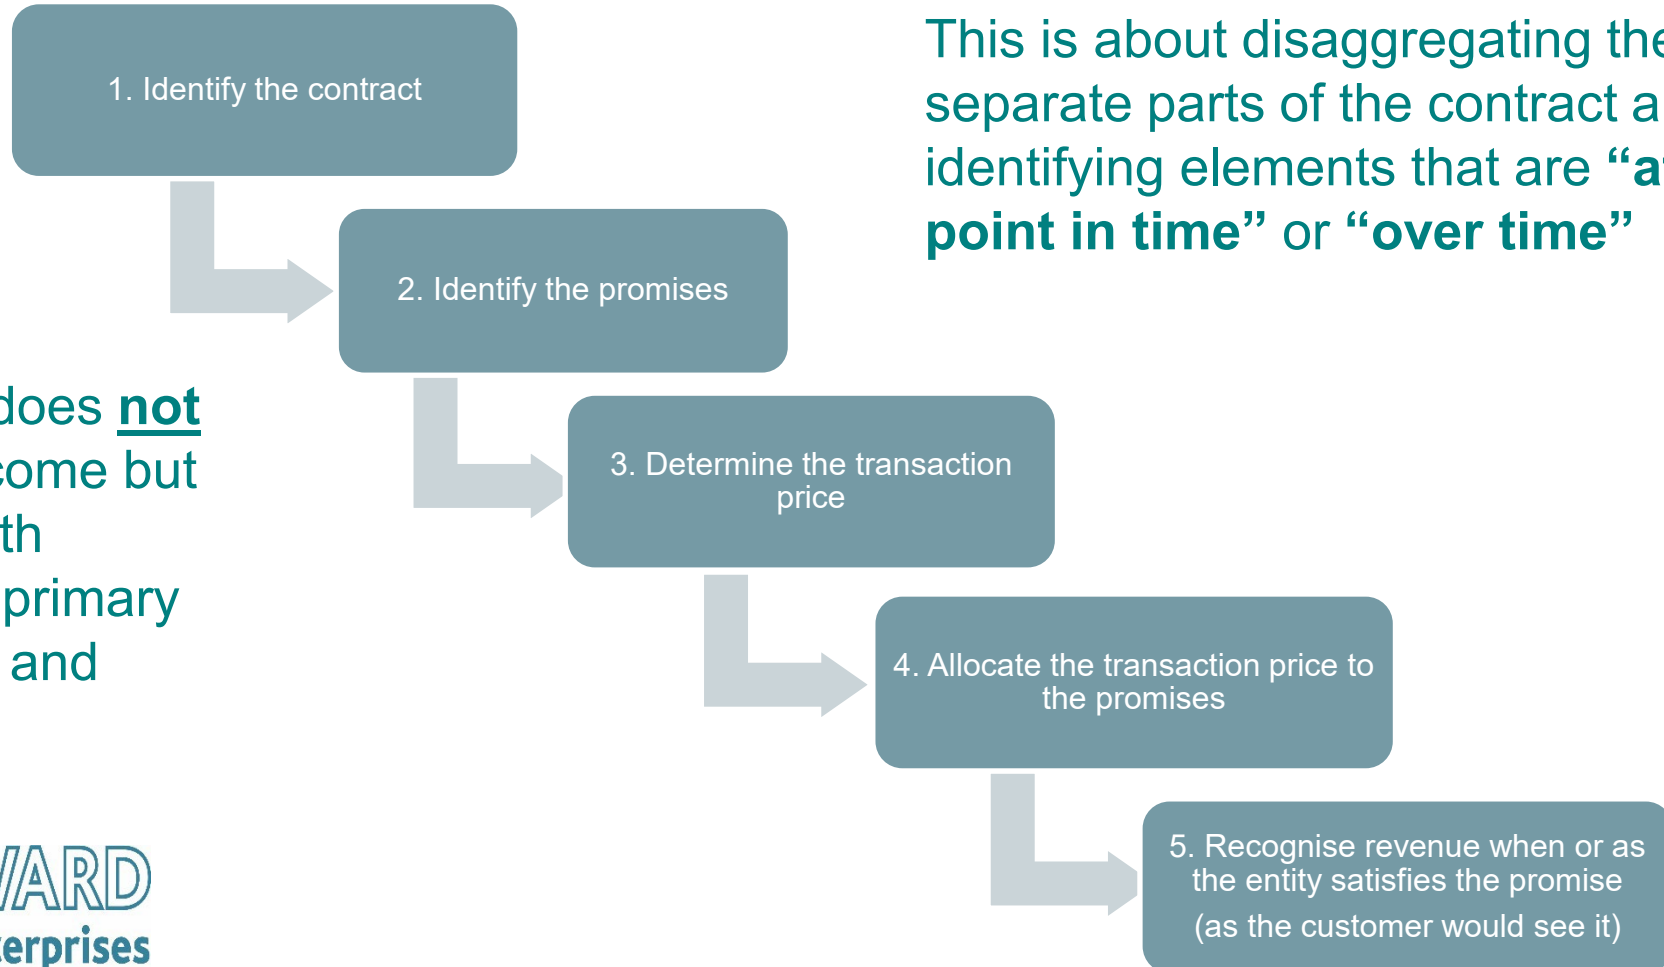 1. Identify the contract
This is about disaggregating the
separate parts of the contract a
identifying elements that are “at
point in time” or “over time”
2. Identify the promises
does not
come but
th
primary
and
3. Determine the transaction
price
4. Allocate the transaction price to
the promises
5. Recognise revenue when or as
the entity satisfies the promise
(as the customer would see it)
WARD
terprises